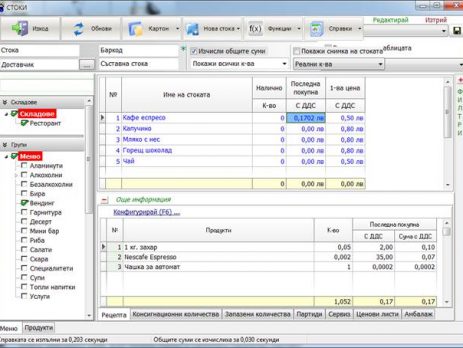 СТОКИ
Редактирай Изтрий
Изход Обнови Картон Нова стока f(x) Функции Справки
Стока Баркод Изчисли общите суми Покажи снимка на стоката
Доставчик ... Съставна стока Покажи всички к-ва Реални к-ва
Складове
Складове
Ресторант
Групи
Меню
Аламинути
Алкохолни
Безалкохолни
Бира
Вендинг
Гарнитура
Десерт
Мини бар
Риба
Салати
Скара
Специалитети
Супи
Топли напитки
Услуги
Меню Продукти
№ Име на стоката Налично Последна покупна 1-ва цена
К-во С ДДС С ДДС
1 Кафе еспресо 0 0,1702 лв 0,50 лв
2 Капучино 0 0,00 лв 0,80 лв
3 Мляко с нес 0 0,00 лв 0,80 лв
4 Горещ шоколад 0 0,00 лв 0,80 лв
5 Чай 0 0,00 лв 0,50 лв
0 0,00 лв 0,00 лв
ФИЛТРИ
Още информация
Конфигурирай (F6) ...
№ Продукти К-во Последна покупна
С ДДС Сума с ДДС
1 1 кг. захар 0,05 2,00 0,10
2 Nescafe Espresso 0,002 35,00 0,07
3 Чашка за автомат 1 0,0002 0,0002
1,052 0,17 0,17
Рецепта Консигнационни количества Запазени количества Партиди Сервиз Ценови листи Амбалаж
Справката се изпълни за 0,203 секунди Общите суми се изчислиха за 0,030 секунди